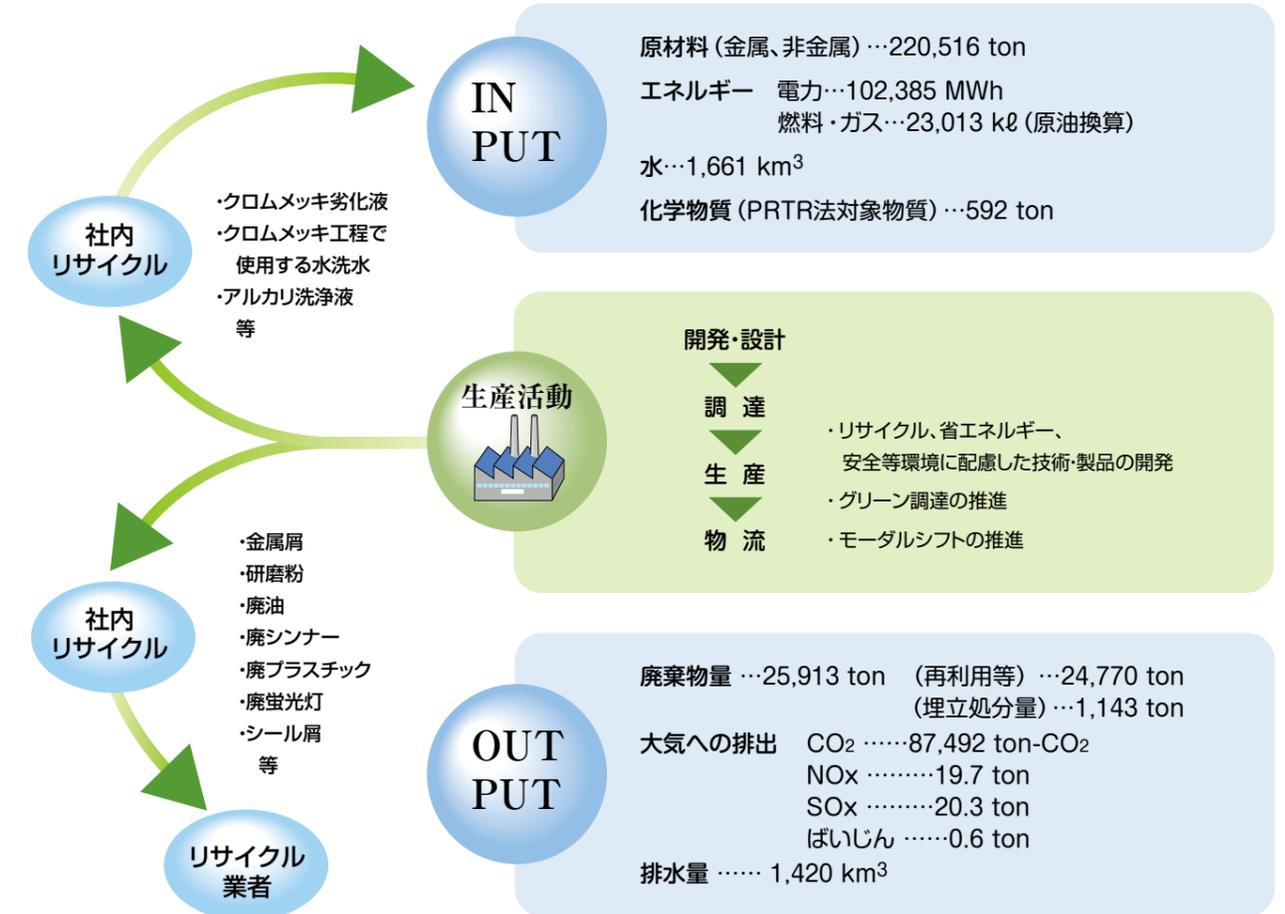 IN
PUT
原材料(金属、非金属)…220,516 ton
エネルギー 電力…102,385 MWh
燃料・ガス…23,013 kℓ(原油換算)
水…1,661 km³
化学物質(PRTR法対象物質)…592 ton
社内
リサイクル
・クロムメッキ劣化液
・クロムメッキ工程で
使用する水洗水
・アルカリ洗浄液
等
生産活動
開発・設計
調 達
生 産
物 流
・リサイクル、省エネルギー、
安全等環境に配慮した技術・製品の開発
・グリーン調達の推進
・モーダルシフトの推進
・金属屑
・研磨粉
・廃油
・廃シンナー
・廃プラスチック
・廃蛍光灯
・シール屑
等
社内
リサイクル
リサイクル
業者
OUT
PUT
廃棄物量 …25,913 ton (再利用等) …24,770 ton
(埋立処分量)…1,143 ton
大気への排出 CO₂ ……87,492 ton-CO₂
NOx ………19.7 ton
SOx ………20.3 ton
ばいじん ……0.6 ton
排水量 …… 1,420 km³